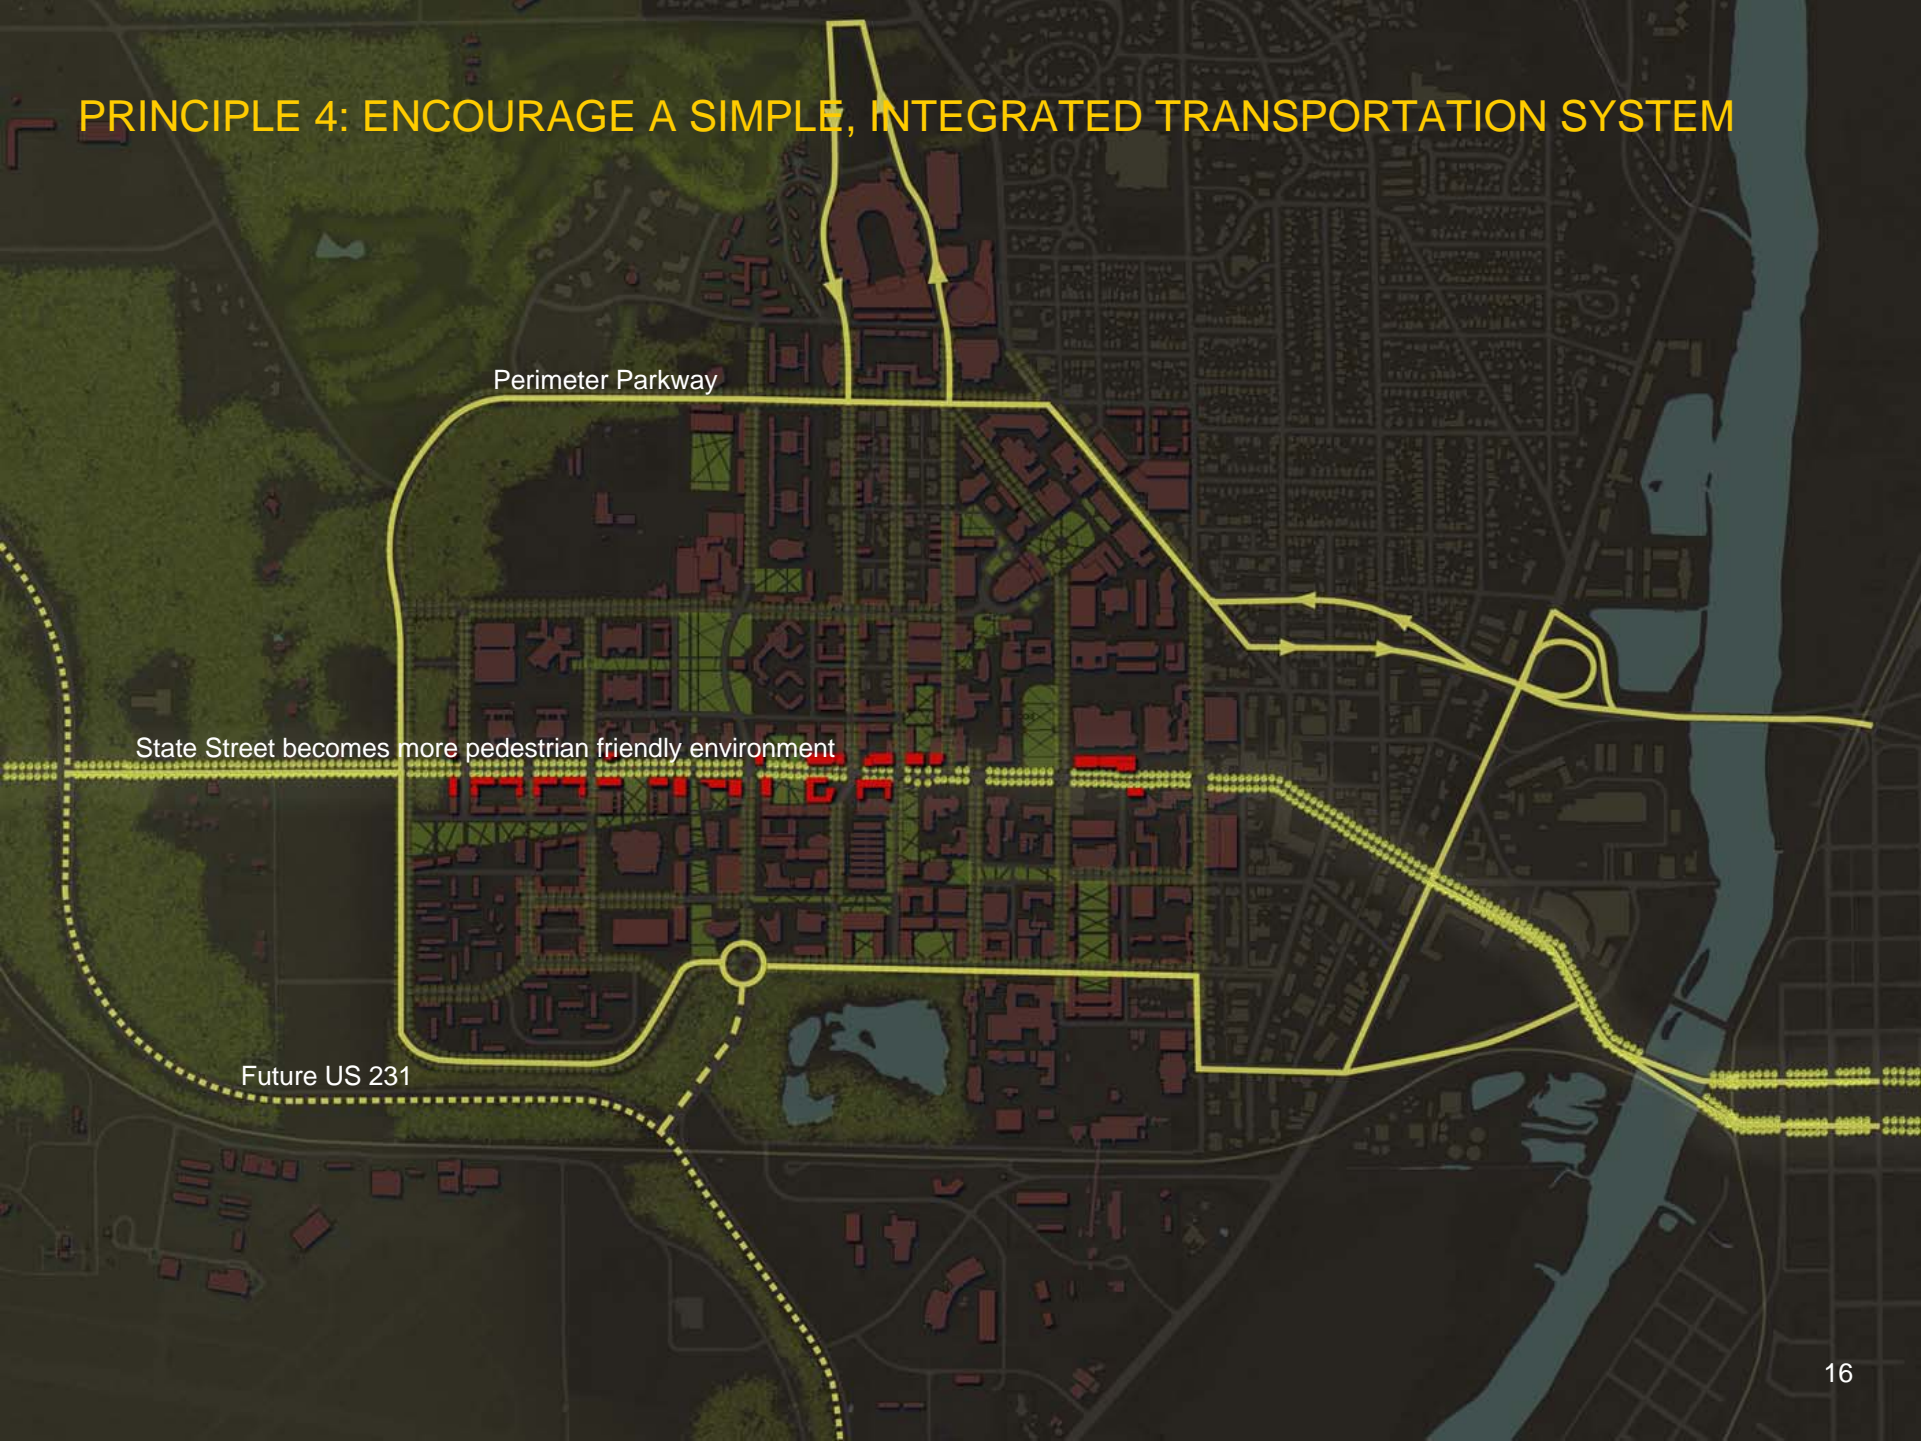 PRINCIPLE 4: ENCOURAGE A SIMPLE, INTEGRATED TRANSPORTATION SYSTEM
Perimeter Parkway
State Street becomes more pedestrian friendly environment
Future US 231
16